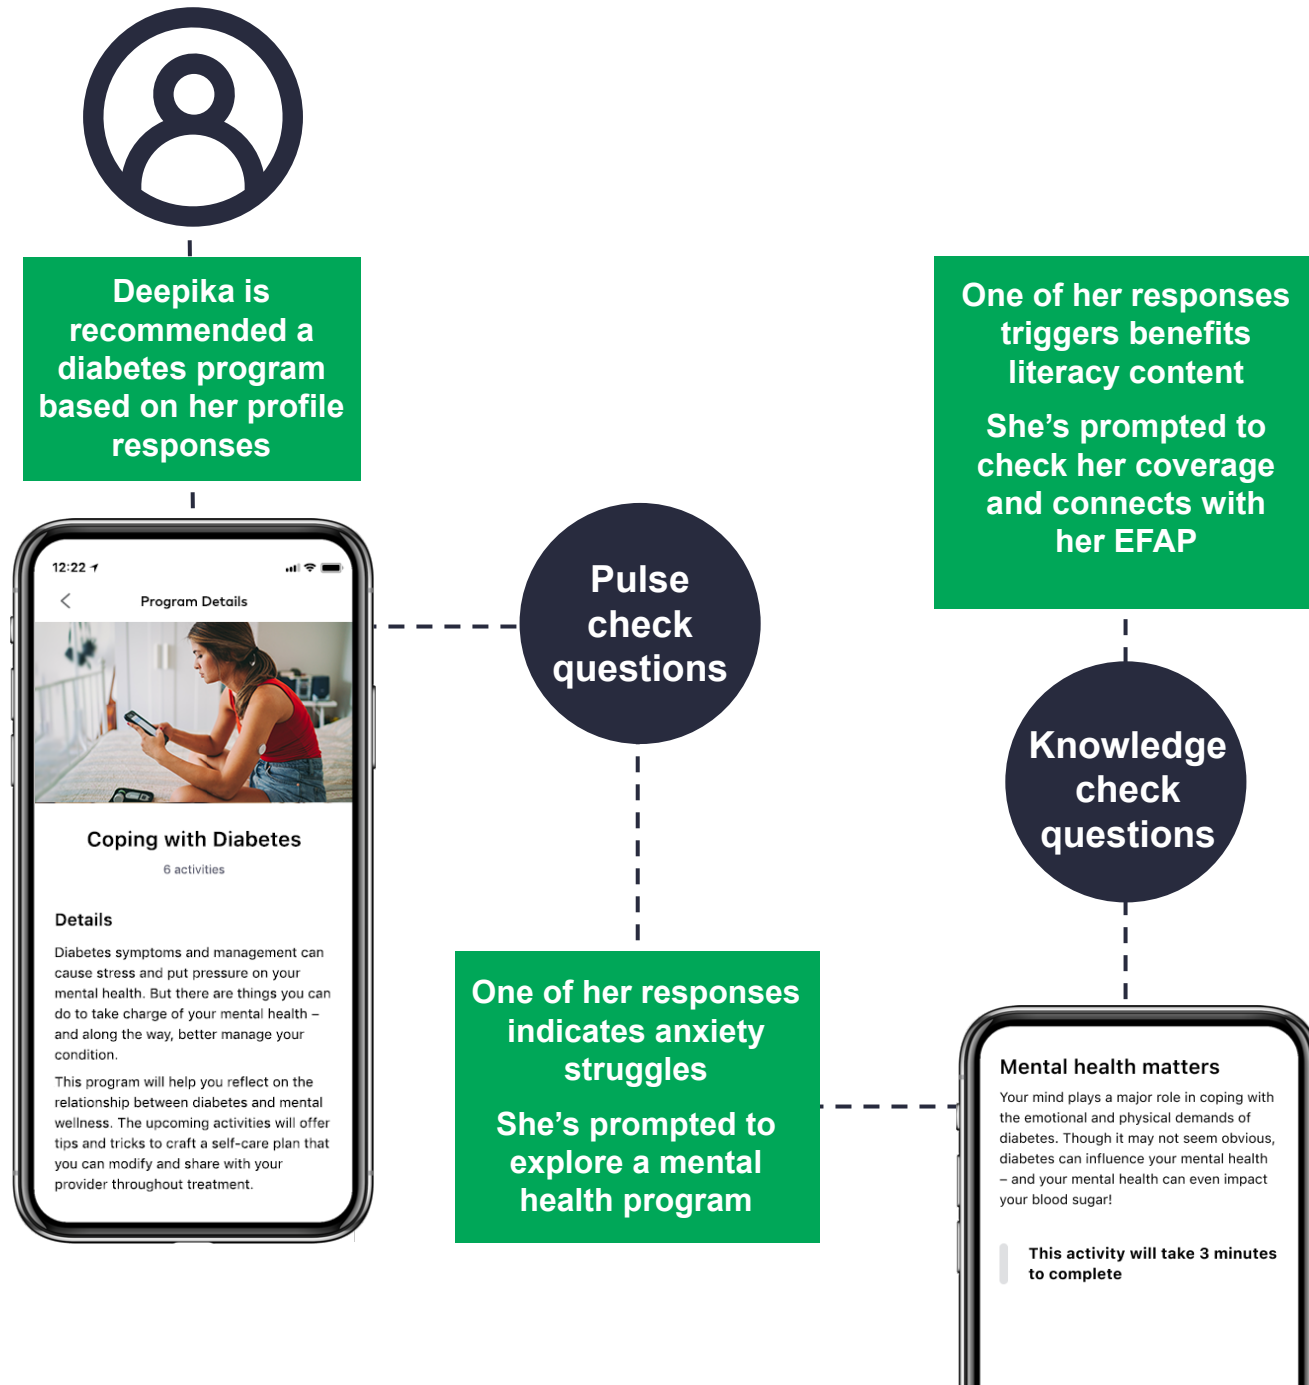 Deepika is
recommended a
diabetes program
based on her profile
responses
12:22
Program Details
Coping with Diabetes
6 activities
Details
Diabetes symptoms and management can
cause stress and put pressure on your
mental health. But there are things you can
do to take charge of your mental health –
and along the way, better manage your
condition.
This program will help you reflect on the
relationship between diabetes and mental
wellness. The upcoming activities will offer
tips and tricks to craft a self-care plan that
you can modify and share with your
provider throughout treatment.
Pulse
check
questions
One of her responses
indicates anxiety
struggles
She’s prompted to
explore a mental
health program
One of her responses
triggers benefits
literacy content
She’s prompted to
check her coverage
and connects with
her EFAP
Knowledge
check
questions
Mental health matters
Your mind plays a major role in coping with
the emotional and physical demands of
diabetes. Though it may not seem obvious,
diabetes can influence your mental health
– and your mental health can even impact
your blood sugar!
This activity will take 3 minutes
to complete